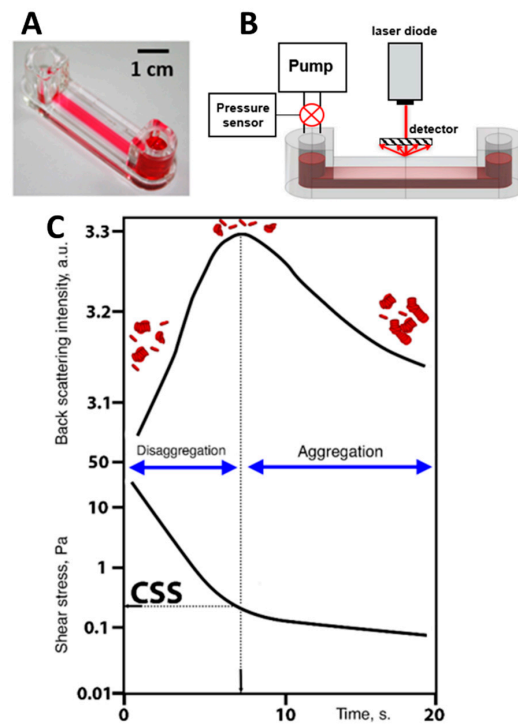 A
1 cm
B
laser diode
Pump
Pressure
sensor
detector
C
3.3
3.2
3.1
50
10
1
0.1
0.01
Back scattering intensity, a.u.
Shear stress, Pa
Disaggregation
Aggregation
CSS
0
10
Time, s.
20